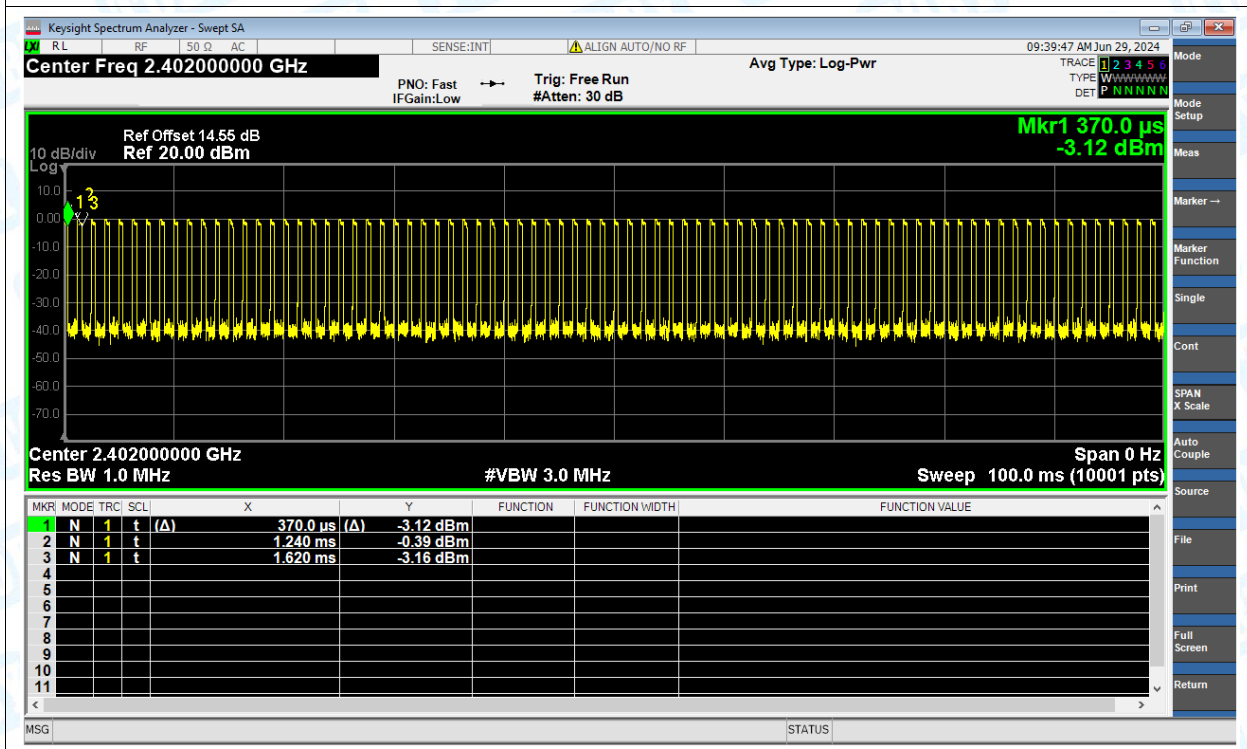 Keysight Spectrum Analyzer - Swept SA
LXI RL RF 50 Ω AC SENSE:INT ALIGN AUTO/NO RF 09:39:47 AM Jun 29, 2024
Center Freq 2.402000000 GHz
PNO: Fast
IFGain:Low
Trig: Free Run
#Atten: 30 dB
Avg Type: Log-Pwr
TRACE 1 2 3 4 5 6
TYPE WWWWWWW
DET P N N N N N
Ref Offset 14.55 dB
10 dB/div Ref 20.00 dBm
Log
Mkr1 370.0 µs
-3.12 dBm
10.0
0.00
-10.0
-20.0
-30.0
-40.0
-50.0
-60.0
-70.0
1 2 3
Center 2.402000000 GHz Span 0 Hz
Res BW 1.0 MHz #VBW 3.0 MHz Sweep 100.0 ms (10001 pts)
MKR MODE TRC SCL X Y FUNCTION FUNCTION WIDTH FUNCTION VALUE
1 N 1 t (Δ) 370.0 µs (Δ) -3.12 dBm
2 N 1 t 1.240 ms -0.39 dBm
3 N 1 t 1.620 ms -3.16 dBm
4
5
6
7
8
9
10
11
MSG STATUS
Mode
Mode
Setup
Meas
Marker→
Marker
Function
Single
Cont
SPAN
X Scale
Auto
Couple
Source
File
Print
Full
Screen
Return